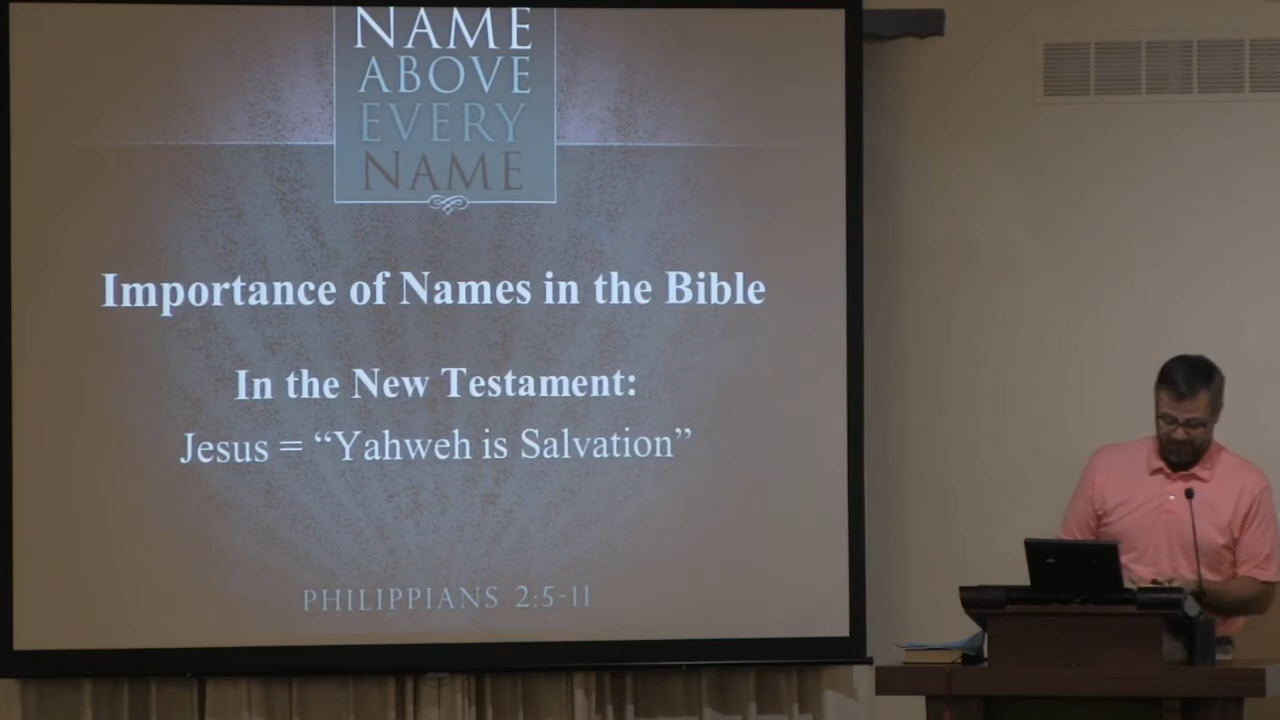 NAME
ABOVE
EVERY
NAME
Importance of Names in the Bible
In the New Testament:
Jesus = “Yahweh is Salvation”
PHILIPPIANS 2:5-11